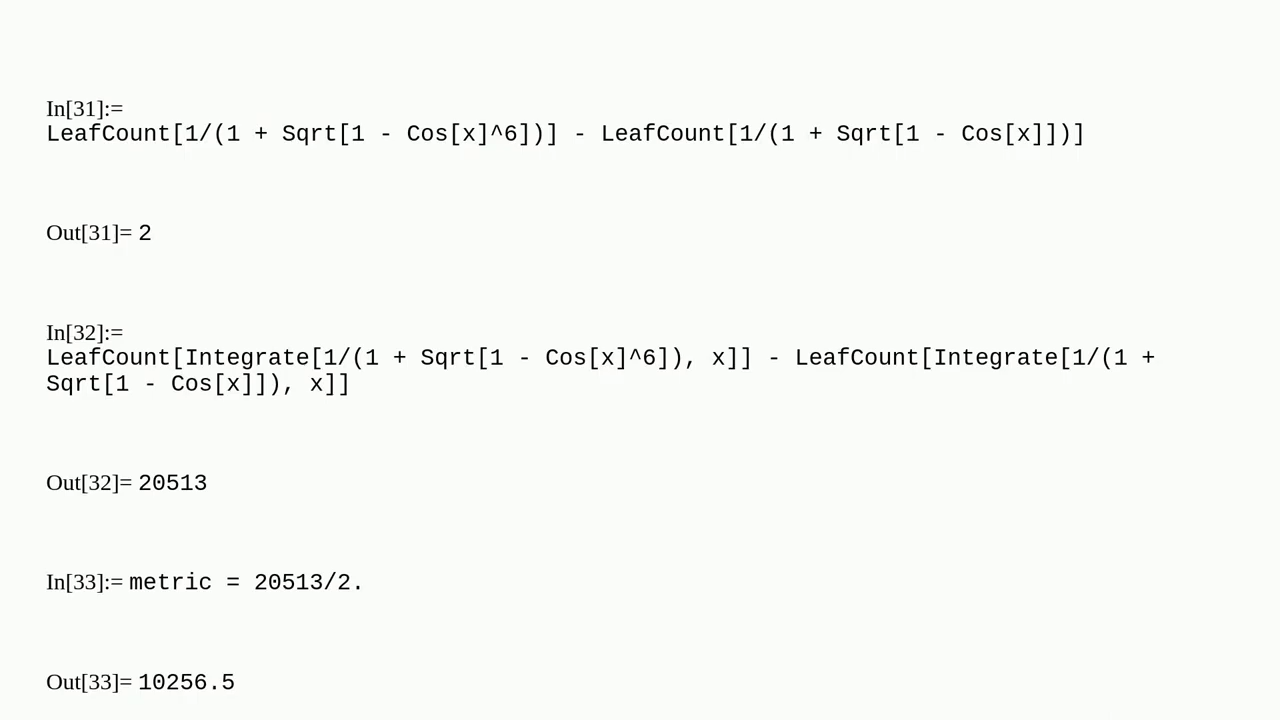 In[31]:=
LeafCount[1/(1 + Sqrt[1 - Cos[x]^6])] - LeafCount[1/(1 + Sqrt[1 - Cos[x]])]
Out[31]= 2
In[32]:=
LeafCount[Integrate[1/(1 + Sqrt[1 - Cos[x]^6]), x]] - LeafCount[Integrate[1/(1 +
Sqrt[1 - Cos[x]]), x]]
Out[32]= 20513
In[33]:= metric = 20513/2.
Out[33]= 10256.5